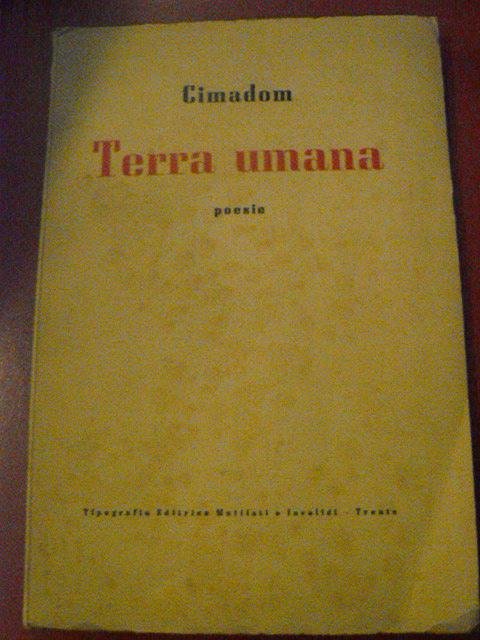 Cimadom
Terra umana
poesie
Tipografia Editrice Mutilati e Invalidi - Trento